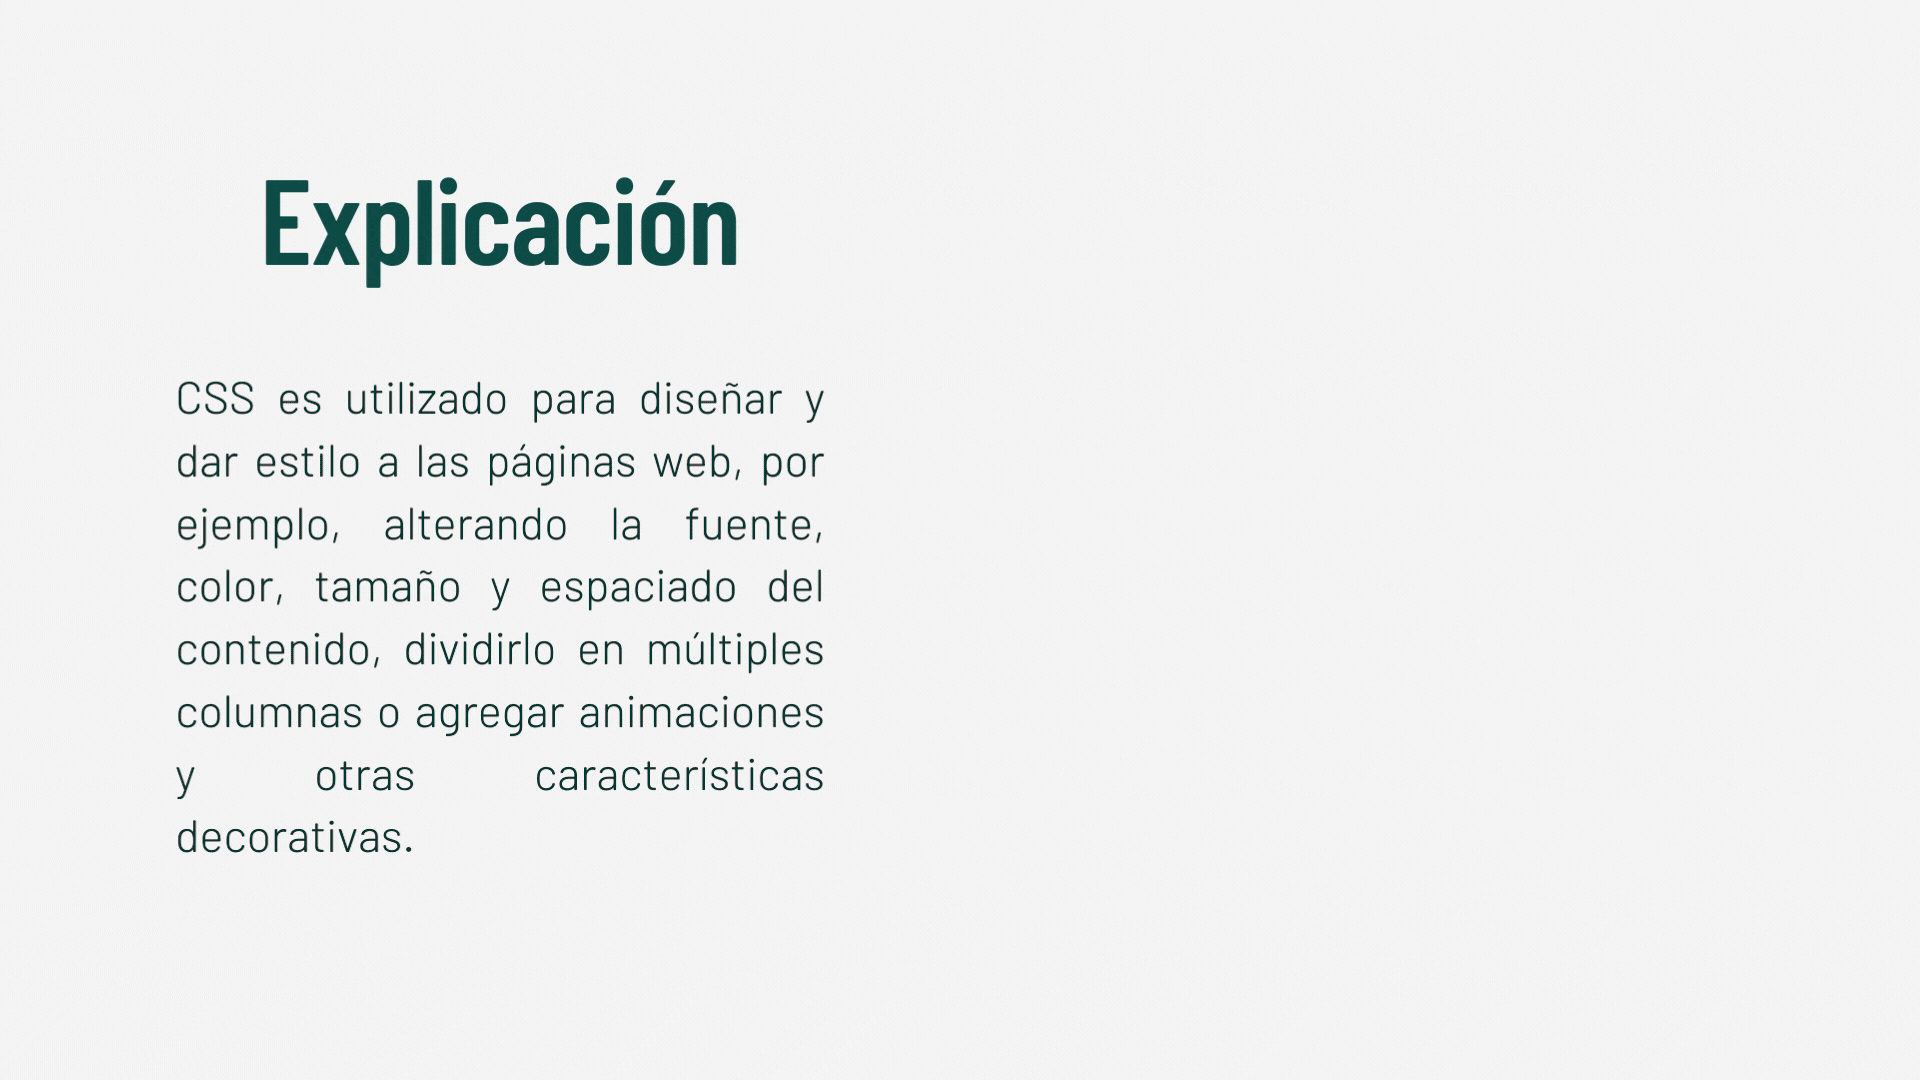 Explicación
CSS es utilizado para diseñar y
dar estilo a las páginas web, por
ejemplo, alterando la fuente,
color, tamaño y espaciado del
contenido, dividirlo en múltiples
columnas o agregar animaciones
y otras características
decorativas.